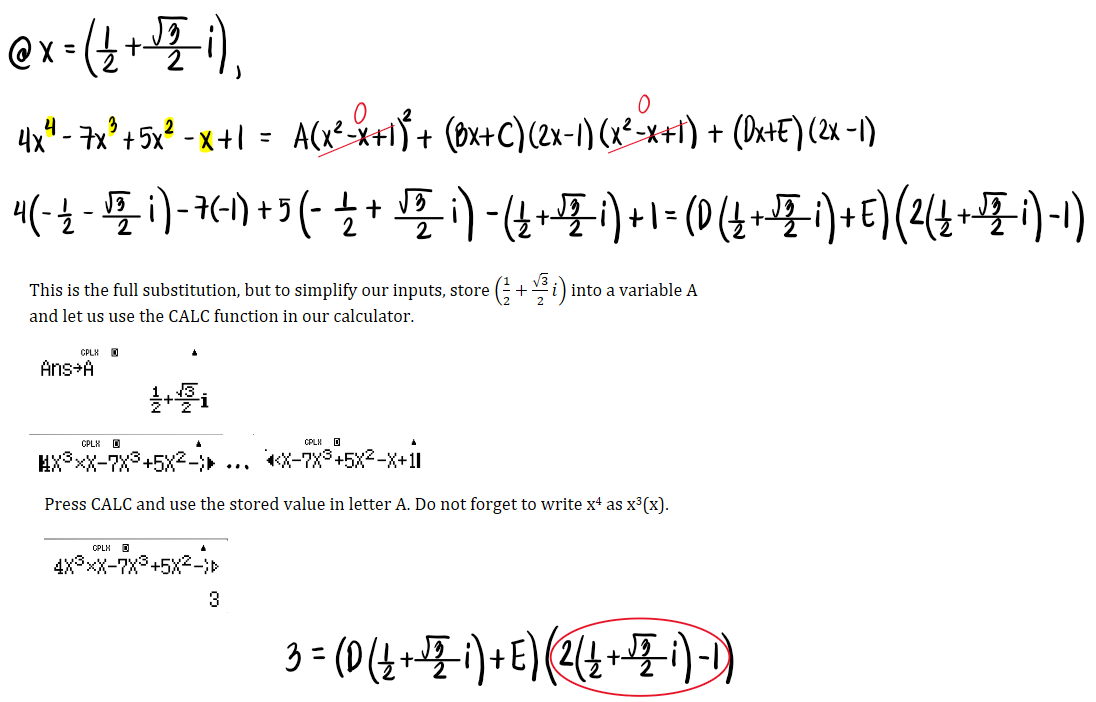 @ x = (1/2 + √3/2 i),
0 0
4x⁴ - 7x³ + 5x² - x + 1 = A(x²-x+1)² + (Bx+C)(2x-1)(x²-x+1) + (Dx+E)(2x-1)
4(-1/2 - √3/2 i) - 7(-1) + 5(-1/2 + √3/2 i) - (1/2 + √3/2 i) + 1 = (D(1/2 + √3/2 i) + E)(2(1/2 + √3/2 i) - 1)
This is the full substitution, but to simplify our inputs, store (1/2 + √3/2 i) into a variable A
and let us use the CALC function in our calculator.
CPLX D ▲
Ans→A
1/2+√3/2 i
CPLX D ▲ CPLX D ▲
4X³×X-7X³+5X²-▶ ... ◀X-7X³+5X²-X+1
Press CALC and use the stored value in letter A. Do not forget to write x⁴ as x³(x).
CPLX D ▲
4X³×X-7X³+5X²-▷
3
3 = (D(1/2 + √3/2 i) + E)(2(1/2 + √3/2 i) - 1)